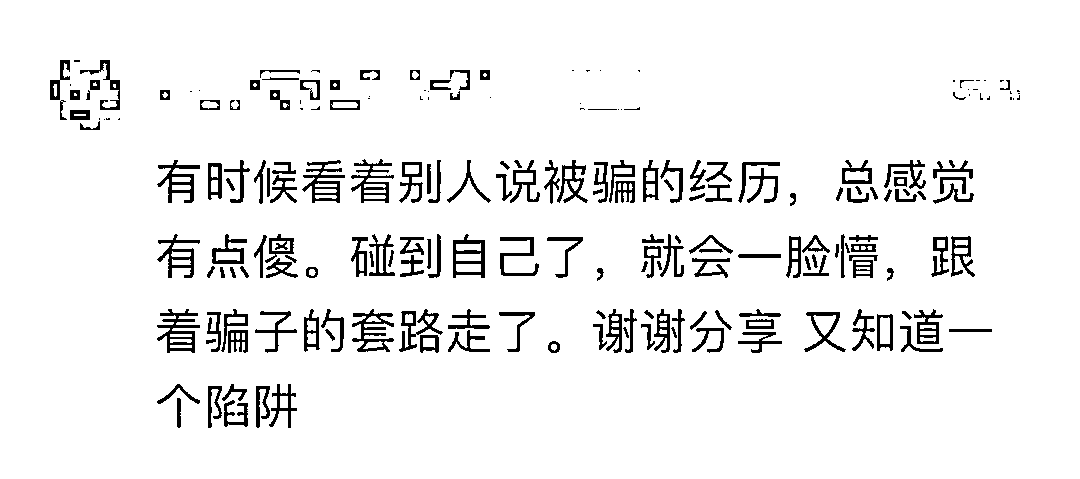 有时候看着别人说被骗的经历，总感觉
有点傻。碰到自己了，就会一脸懵，跟
着骗子的套路走了。谢谢分享 又知道一
个陷阱